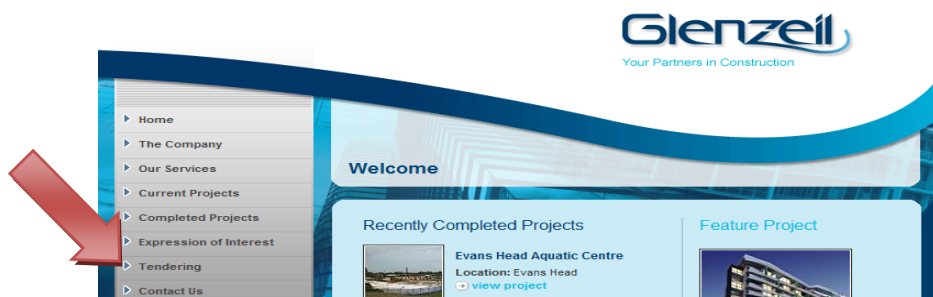 Glenzeil
Your Partners in Construction
Home
The Company
Our Services
Current Projects
Completed Projects
Expression of Interest
Tendering
Contact Us
Welcome
Recently Completed Projects
Evans Head Aquatic Centre
Location: Evans Head
view project
Feature Project